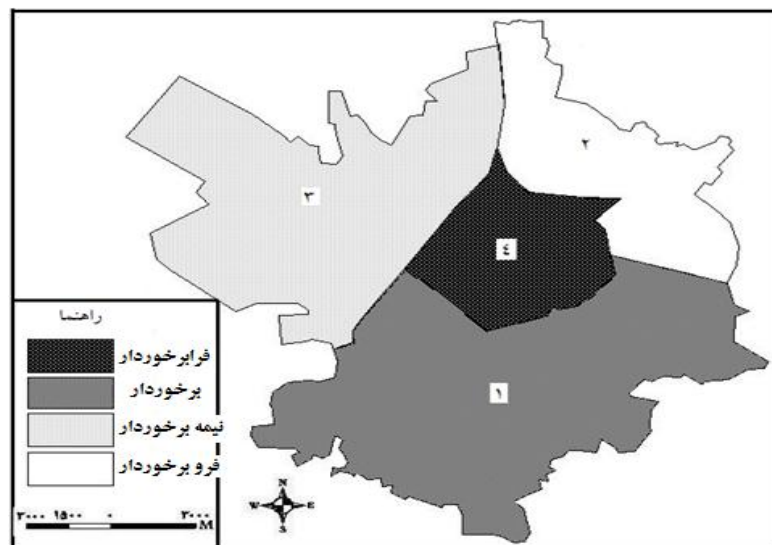 ۲
۳
٤
۱
راهنما
فرابرخوردار
برخوردار
نیمه برخوردار
فرو برخوردار
۳۰۰۰ ۱۵۰۰ ۰ ۳۰۰۰
M
N
W E
S